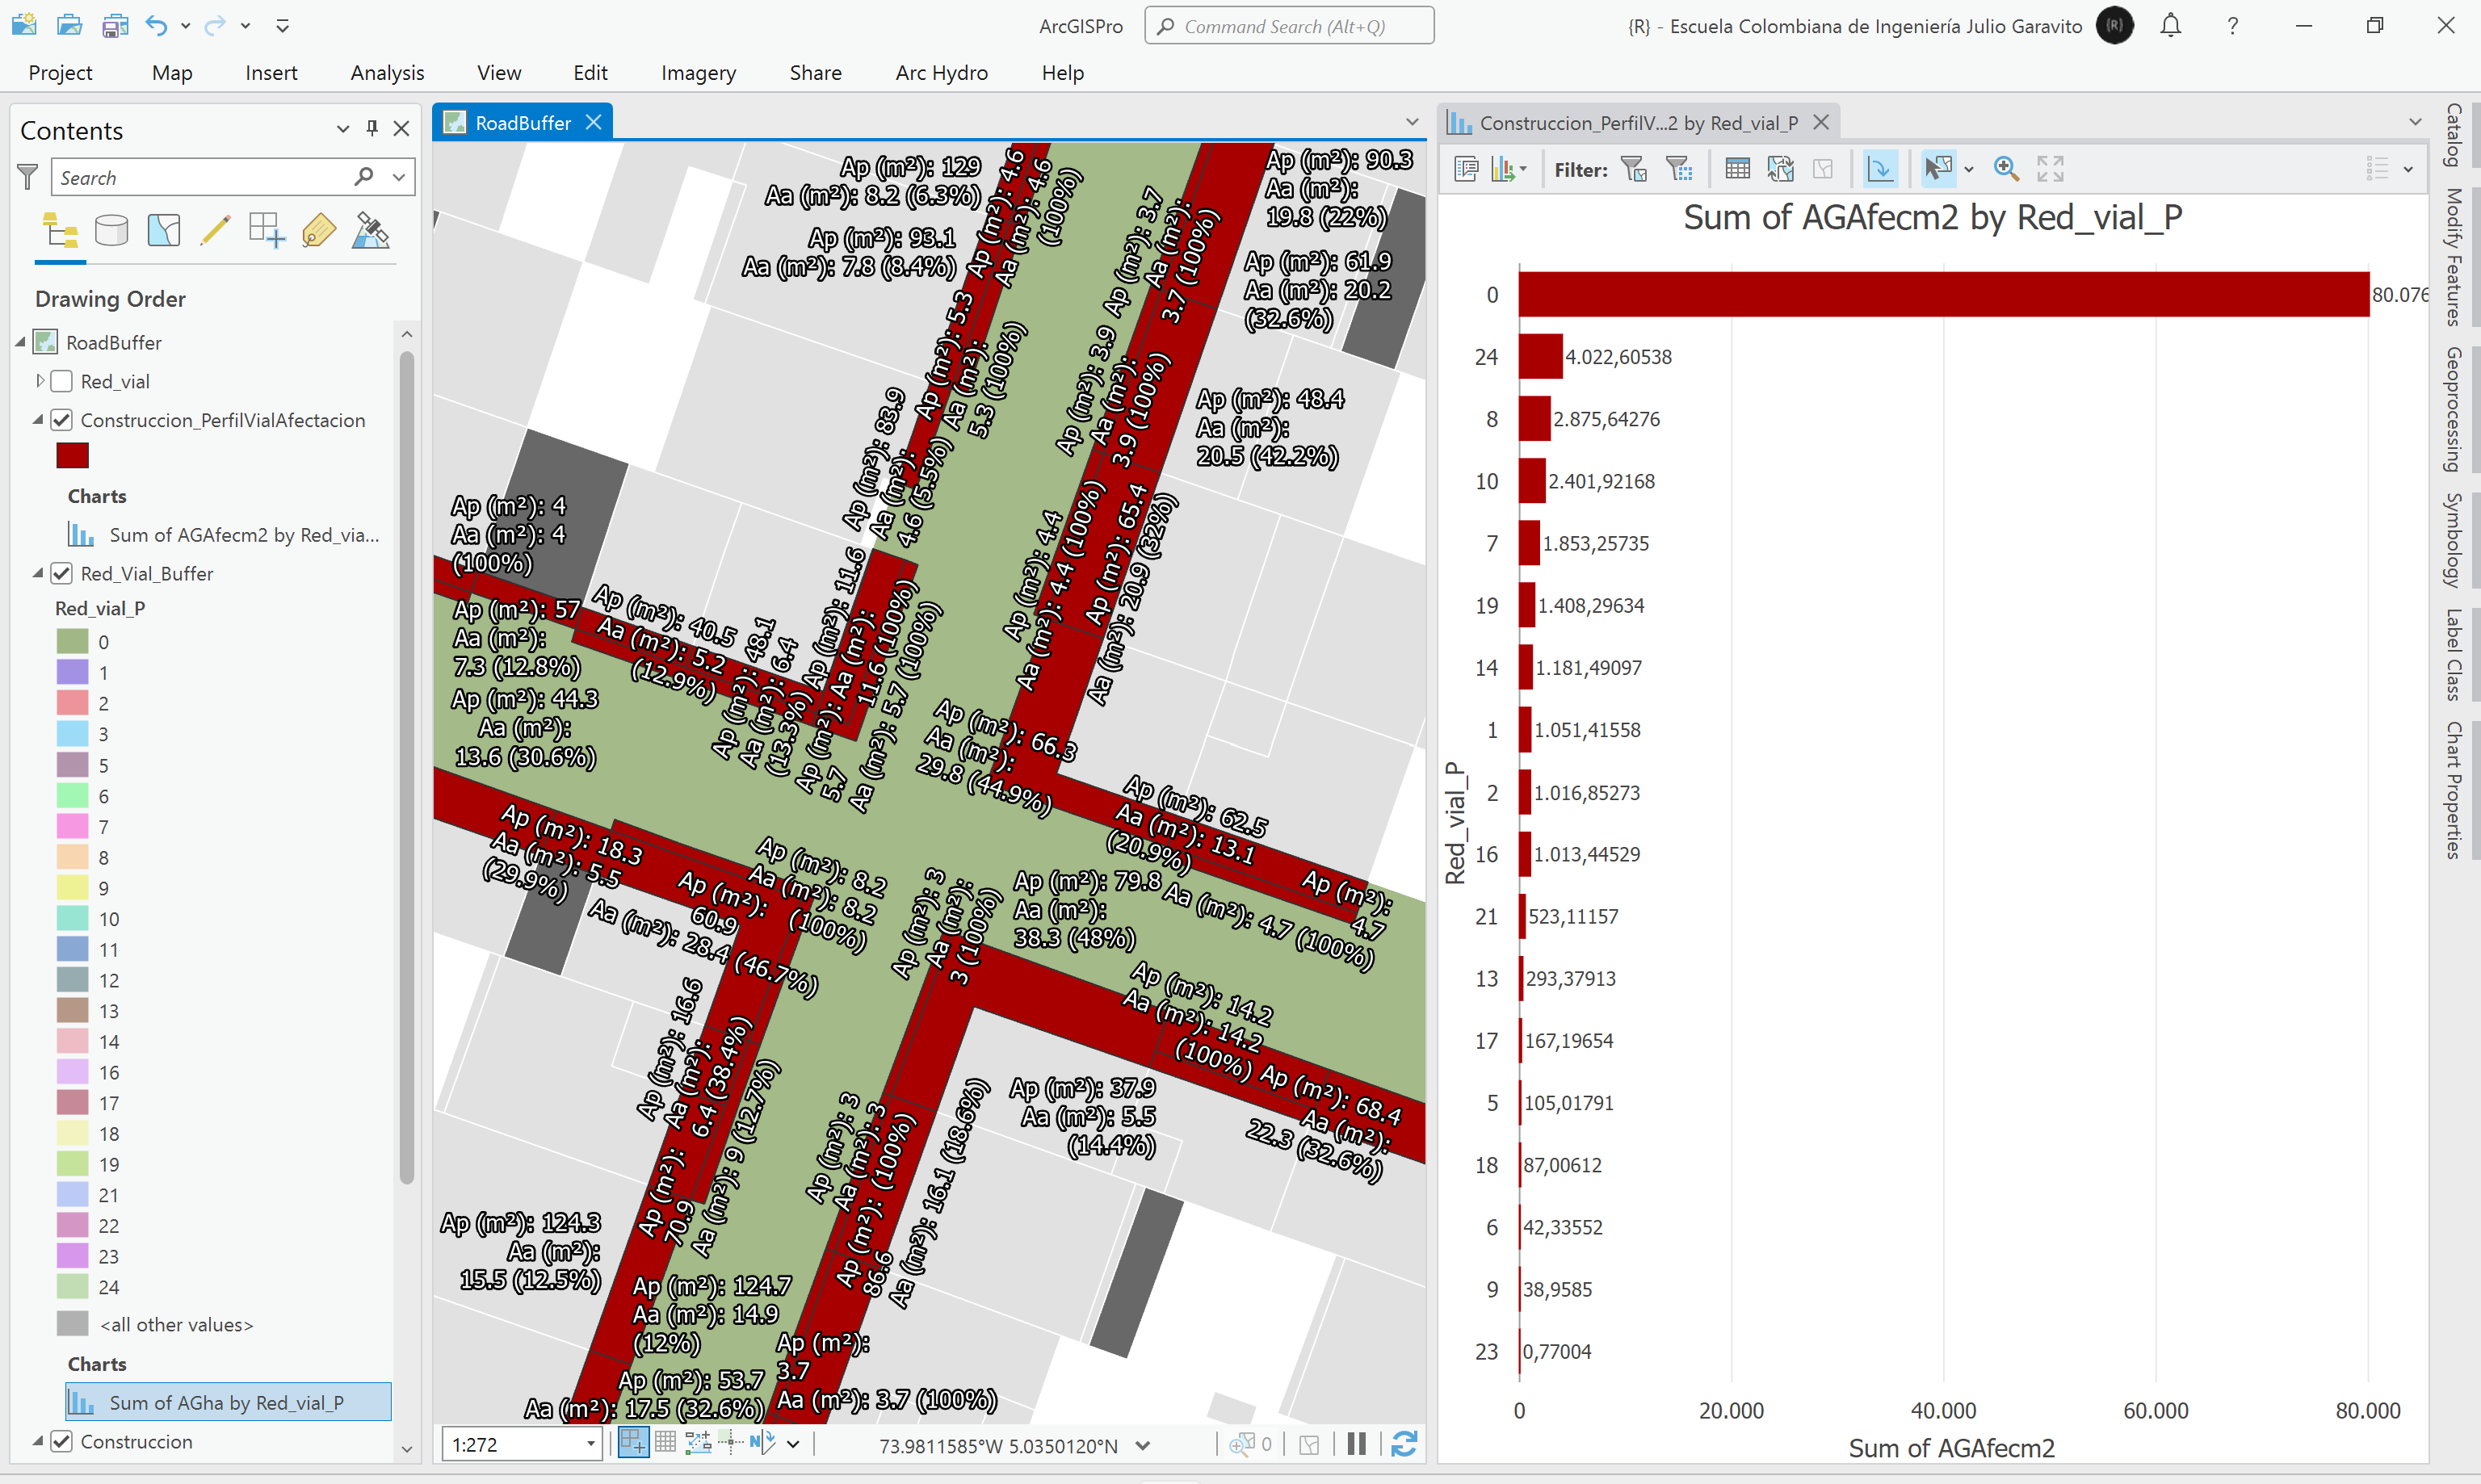 ArcGISPro
Command Search (Alt+Q)
{R} - Escuela Colombiana de Ingeniería Julio Garavito
{R}
?
Project
Map
Insert
Analysis
View
Edit
Imagery
Share
Arc Hydro
Help
Contents
Search
Drawing Order
RoadBuffer
Red_vial
Construccion_PerfilVialAfectacion
Charts
Sum of AGAfecm2 by Red_via...
Red_Vial_Buffer
Red_vial_P
0
1
2
3
5
6
7
8
9
10
11
12
13
14
16
17
18
19
21
22
23
24
<all other values>
Charts
Sum of AGha by Red_vial_P
Construccion
RoadBuffer
Ap (m²): 129
Aa (m²): 8.2 (6.3%)
Ap (m²): 93.1
Aa (m²): 7.8 (8.4%)
Ap (m²): 4.6
Aa (m²): 4.6
(100%)
Ap (m²): 3.7
Aa (m²):
3.7 (100%)
Ap (m²): 90.3
Aa (m²):
19.8 (22%)
Ap (m²): 61.9
Aa (m²): 20.2
(32.6%)
Ap (m²): 5.3
Aa (m²):
5.3 (100%)
Ap (m²): 3.9
Aa (m²):
3.9 (100%)
Ap (m²): 48.4
Aa (m²):
20.5 (42.2%)
Ap (m²): 83.9
Aa (m²):
4.6 (5.5%)
Ap (m²): 4
Aa (m²): 4
(100%)
Ap (m²): 4.4
Aa (m²): 4.4 (100%)
Ap (m²): 65.4
Aa (m²): 20.9 (32%)
Ap (m²): 57
Aa (m²):
7.3 (12.8%)
Ap (m²): 40.5
Aa (m²): 5.2
(12.9%)
Ap (m²): 48.1
Aa (m²): 6.4
(13.3%)
Ap (m²): 11.6
Aa (m²):
11.6 (100%)
Ap (m²):
5.7
Aa (m²): 5.7 (100%)
Ap (m²): 44.3
Aa (m²):
13.6 (30.6%)
Ap (m²): 66.3
Aa (m²):
29.8 (44.9%)
Ap (m²): 62.5
Aa (m²): 13.1
(20.9%)
Ap (m²): 18.3
Aa (m²): 5.5
(29.9%)
Ap (m²): 8.2
Aa (m²): 8.2
(100%)
Ap (m²):
60.9
Aa (m²): 28.4 (46.7%)
Ap (m²): 3
Aa (m²):
3 (100%)
Ap (m²): 79.8
Aa (m²):
38.3 (48%)
Ap (m²):
4.7
Aa (m²): 4.7 (100%)
Ap (m²): 14.2
Aa (m²): 14.2
(100%)
Ap (m²): 16.6
Aa (m²):
6.4 (38.4%)
Ap (m²): 37.9
Aa (m²): 5.5
(14.4%)
Ap (m²): 68.4
Aa (m²):
22.3 (32.6%)
Ap (m²):
70.9
Aa (m²): 9 (12.7%)
Ap (m²): 3
Aa (m²): 3
(100%)
Ap (m²):
86.6
Aa (m²): 16.1 (18.6%)
Ap (m²): 124.3
Aa (m²):
15.5 (12.5%)
Ap (m²): 124.7
Aa (m²): 14.9
(12%)
Ap (m²):
3.7
Aa (m²): 3.7 (100%)
Ap (m²): 53.7
Aa (m²): 17.5 (32.6%)
1:272
N
73.9811585°W 5.0350120°N
0
Construccion_PerfilV...2 by Red_vial_P
Filter:
Sum of AGAfecm2 by Red_vial_P
Red_vial_P
0
80.076
24
4.022,60538
8
2.875,64276
10
2.401,92168
7
1.853,25735
19
1.408,29634
14
1.181,49097
1
1.051,41558
2
1.016,85273
16
1.013,44529
21
523,11157
13
293,37913
17
167,19654
5
105,01791
18
87,00612
6
42,33552
9
38,9585
23
0,77004
0
20.000
40.000
60.000
80.000
Sum of AGAfecm2
Catalog
Modify Features
Geoprocessing
Symbology
Label Class
Chart Properties